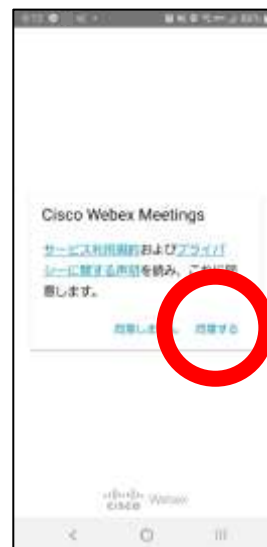 Cisco Webex Meetings
サービス利用規約およびプライバ
シーに関する声明を読み、これに同
意します。
同意しません 同意する
CISCO Webex